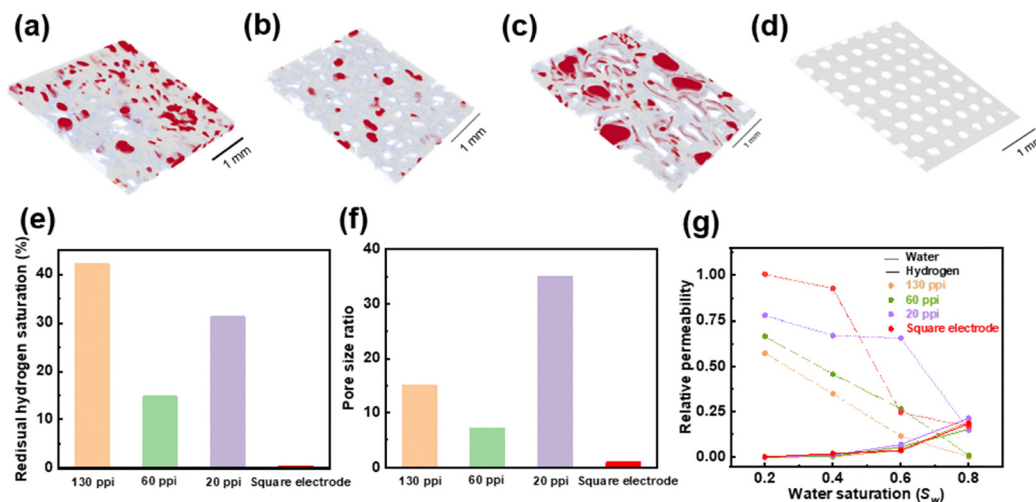 (a)
(b)
(c)
(d)
1 mm
1 mm
1 mm
1 mm
(e)
Redisual hydrogen saturation (%)
40
30
20
10
0
130 ppi 60 ppi 20 ppi Square electrode
(f)
Pore size ratio
40
30
20
10
0
130 ppi 60 ppi 20 ppi Square electrode
(g)
Relative permeability
1.00
0.75
0.50
0.25
0.00
Water
Hydrogen
130 ppi
60 ppi
20 ppi
Square electrode
0.2 0.4 0.6 0.8
Water saturation (Sw)